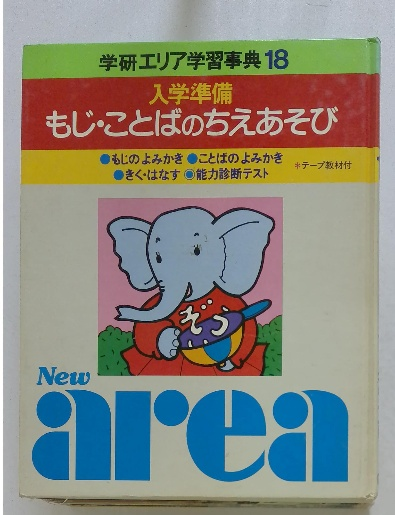 学研エリア学習事典18
入学準備
もじ・ことばのちえあそび
●もじのよみかき ●ことばのよみかき
●きく・はなす ◉能力診断テスト
*テープ教材付
ぞう
New
area